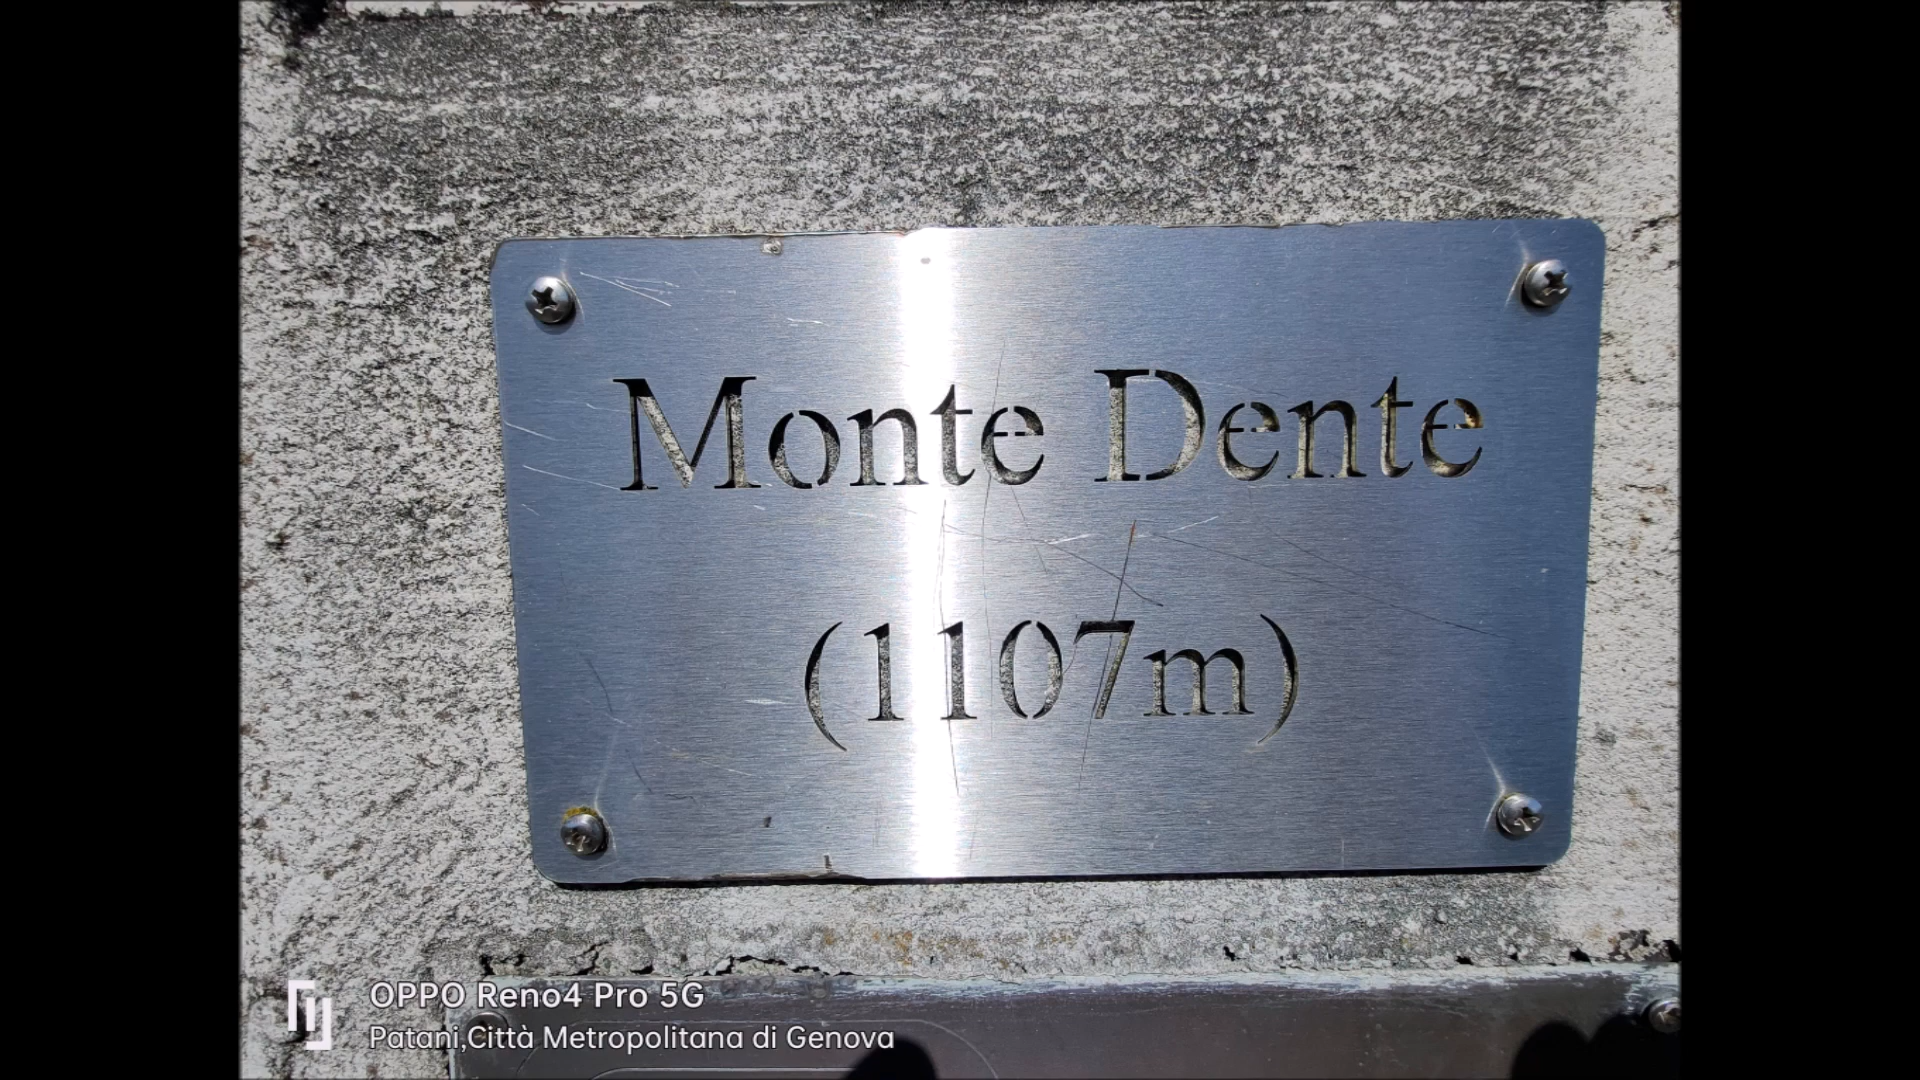 Monte Dente
(1107m)
OPPO Reno4 Pro 5G
Patani,Città Metropolitana di Genova